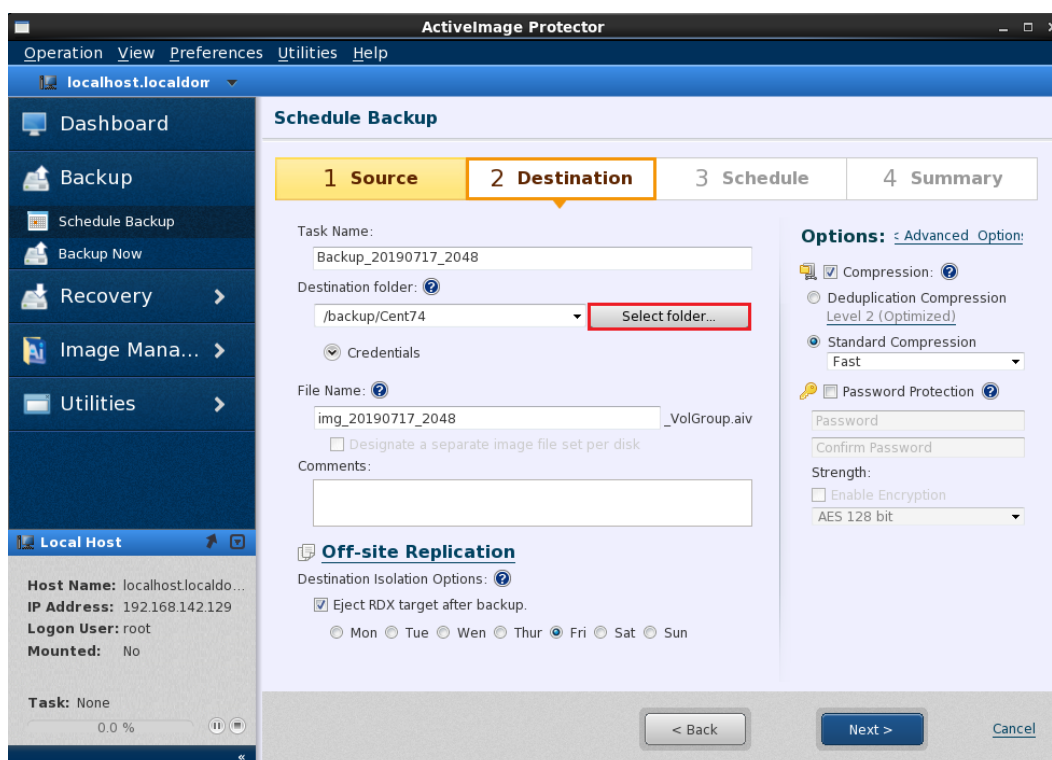 ActiveImage Protector
Operation View Preferences Utilities Help
localhost.localdom
Dashboard
Backup
Schedule Backup
Backup Now
Recovery
Image Mana...
Utilities
Local Host
Host Name: localhost.localdo...
IP Address: 192.168.142.129
Logon User: root
Mounted: No
Task: None
0.0 %
Schedule Backup
1 Source 2 Destination 3 Schedule 4 Summary
Task Name:
Backup_20190717_2048
Destination folder:
/backup/Cent74 Select folder...
Credentials
File Name:
img_20190717_2048 _VolGroup.aiv
Designate a separate image file set per disk
Comments:
Off-site Replication
Destination Isolation Options:
Eject RDX target after backup.
Mon Tue Wen Thur Fri Sat Sun
Options: < Advanced Options
Compression:
Deduplication Compression
Level 2 (Optimized)
Standard Compression
Fast
Password Protection
Password
Confirm Password
Strength:
Enable Encryption
AES 128 bit
< Back Next > Cancel